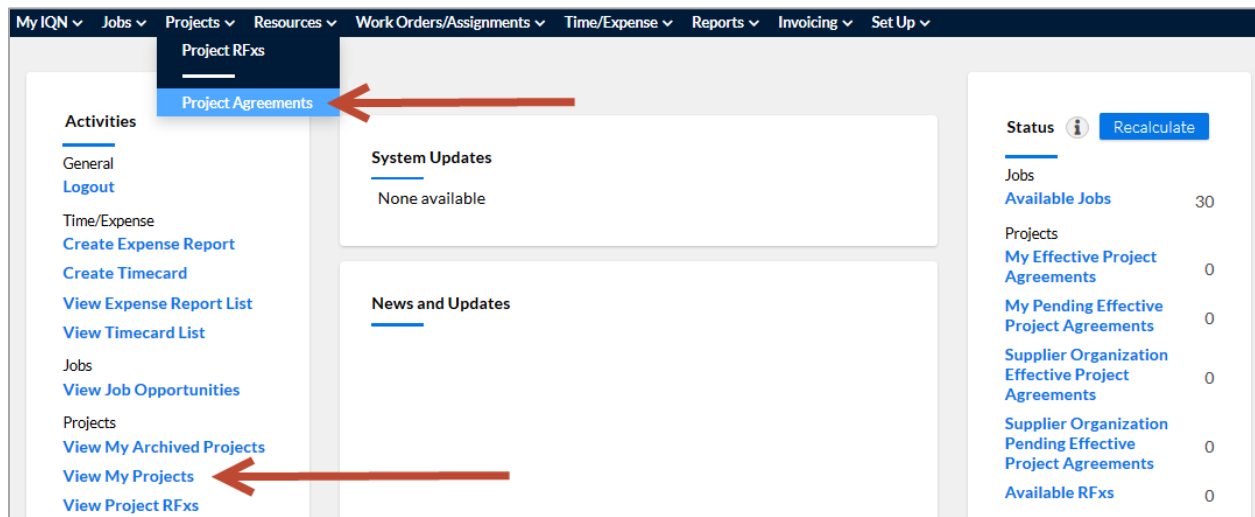 My IQN Jobs Projects Resources Work Orders/Assignments Time/Expense Reports Invoicing Set Up
Project RFxs
Project Agreements
Activities
General
Logout
Time/Expense
Create Expense Report
Create Timecard
View Expense Report List
View Timecard List
Jobs
View Job Opportunities
Projects
View My Archived Projects
View My Projects
View Project RFxs
System Updates
None available
News and Updates
Status i Recalculate
Jobs
Available Jobs 30
Projects
My Effective Project
Agreements 0
My Pending Effective
Project Agreements 0
Supplier Organization
Effective Project 0
Agreements
Supplier Organization
Pending Effective 0
Project Agreements
Available RFxs 0